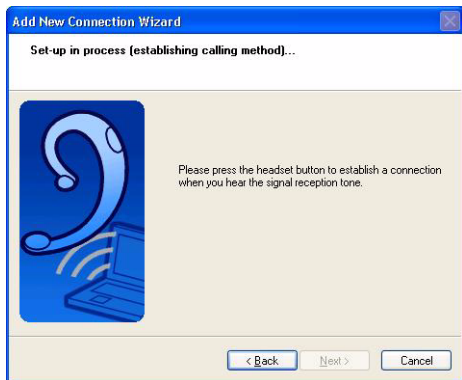 Add New Connection Wizard
Set-up in process (establishing calling method)...
Please press the headset button to establish a connection
when you hear the signal reception tone.
< Back
Next >
Cancel